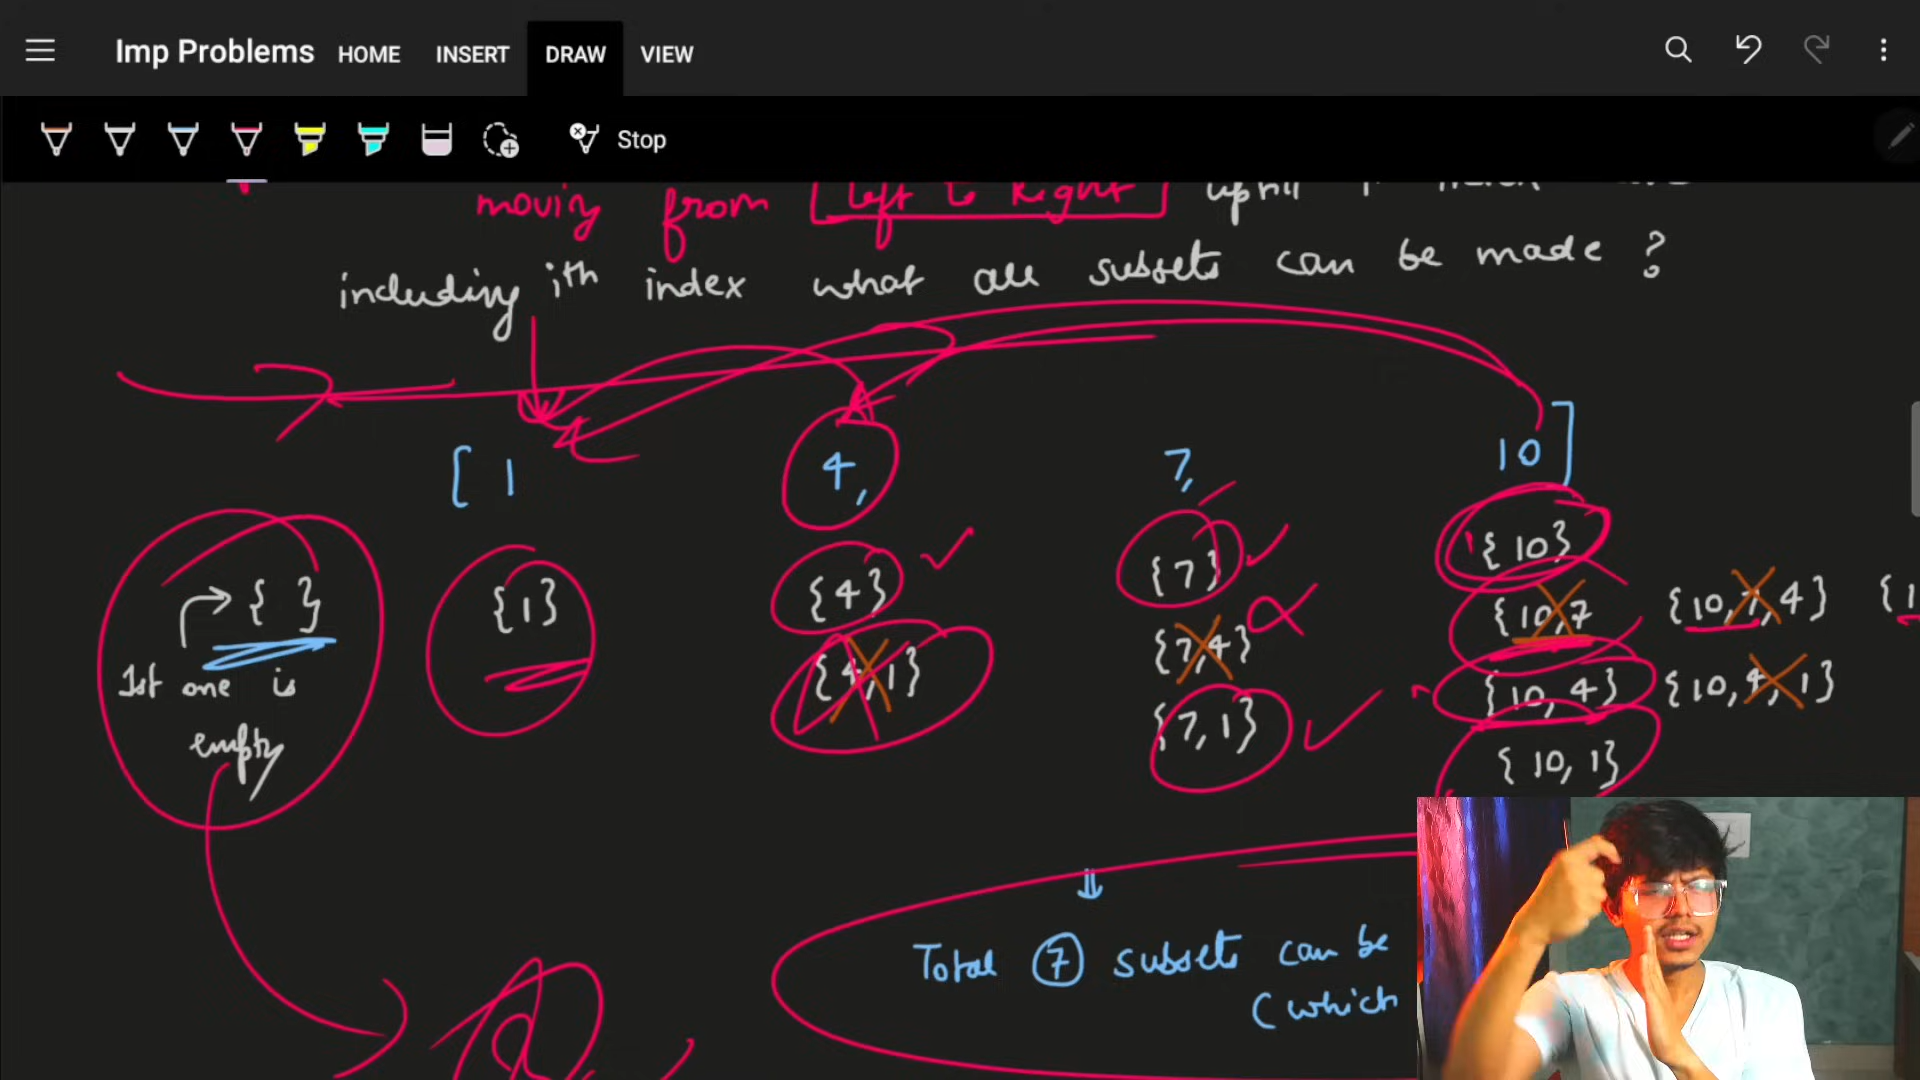 Imp Problems HOME INSERT DRAW VIEW
Stop
moving from left to Right uptill
including ith index what all subsets can be made ?
[ 1 4, 7, 10 ]
{ } {1} {4} {7} {10}
1st one is {4,1} {7,4} {10,7 {10,7,4}
empty {7,1} {10,4} {10,4,1}
{10,1}
⇓
Total 7 subsets can be
(which